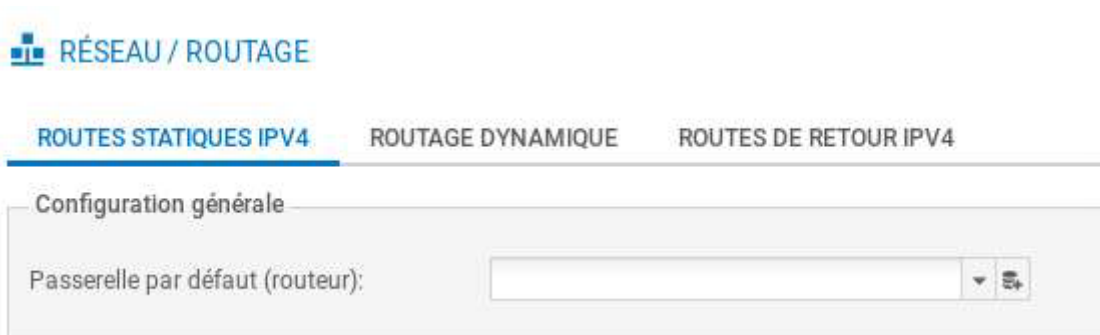 RÉSEAU / ROUTAGE
ROUTES STATIQUES IPV4 ROUTAGE DYNAMIQUE ROUTES DE RETOUR IPV4
Configuration générale
Passerelle par défaut (routeur):